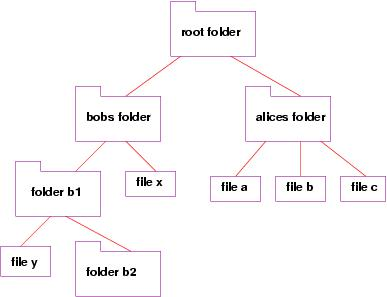 root folder
bobs folder
alices folder
folder b1
file x
file a
file b
file c
file y
folder b2